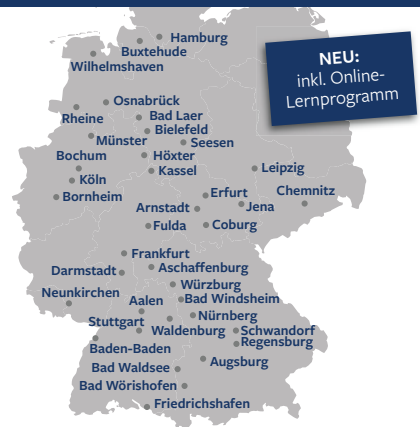 Hamburg
Buxtehude
Wilhelmshaven
NEU:
inkl. Online-
Lernprogramm
Osnabrück
Rheine
Bad Laer
Bielefeld
Münster
Seesen
Bochum
Höxter
Kassel
Leipzig
Köln
Erfurt
Chemnitz
Bornheim
Arnstadt
Jena
Fulda
Coburg
Frankfurt
Darmstadt
Aschaffenburg
Würzburg
Neunkirchen
Aalen
Bad Windsheim
Nürnberg
Stuttgart
Waldenburg
Schwandorf
Regensburg
Baden-Baden
Augsburg
Bad Waldsee
Bad Wörishofen
Friedrichshafen